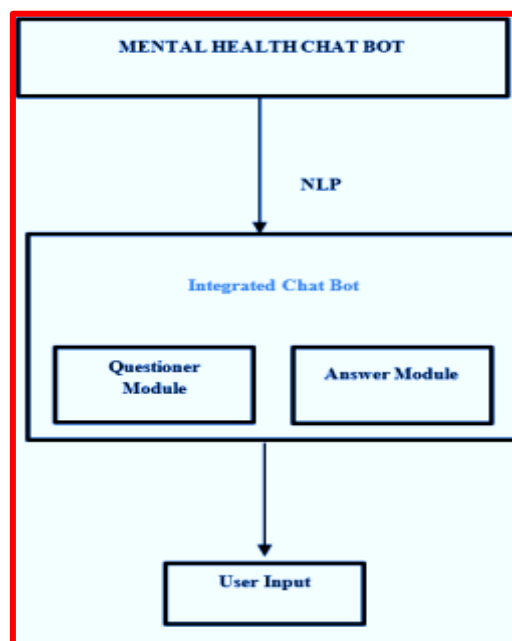 MENTAL HEALTH CHAT BOT
NLP
Integrated Chat Bot
Questioner
Module
Answer Module
User Input